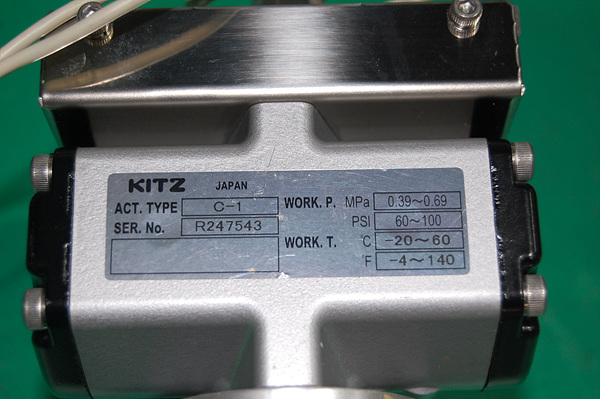 KITZ JAPAN
ACT. TYPE C-1
SER. No. R247543
WORK. P. MPa 0.39~0.69
PSI 60~100
WORK. T. °C -20~60
°F -4~140